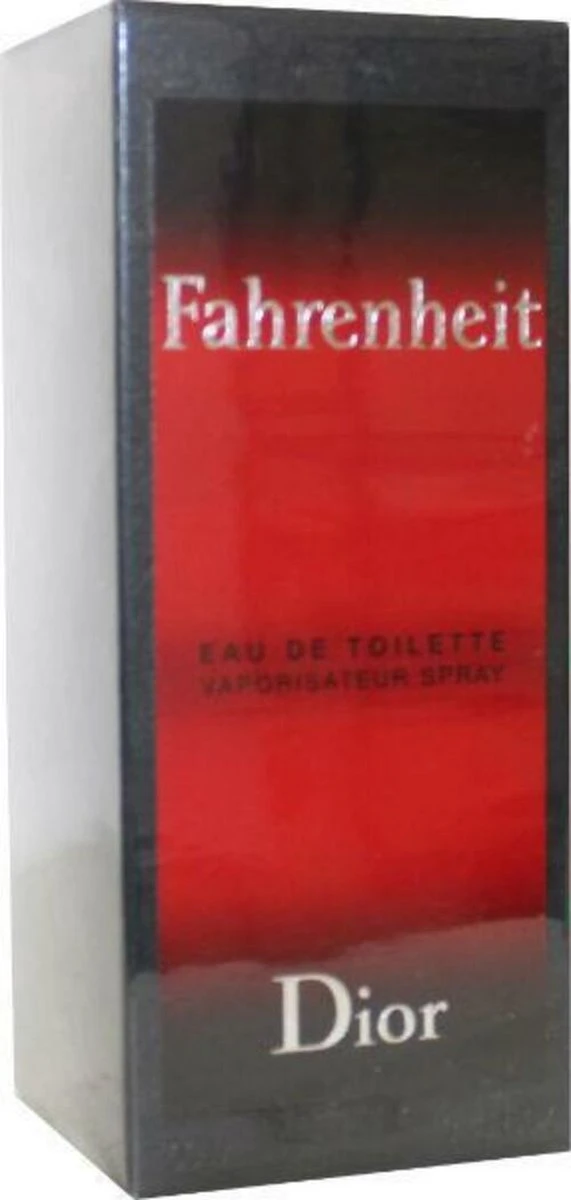 Fahrenheit
EAU DE TOILETTE
VAPORISATEUR SPRAY
Dior